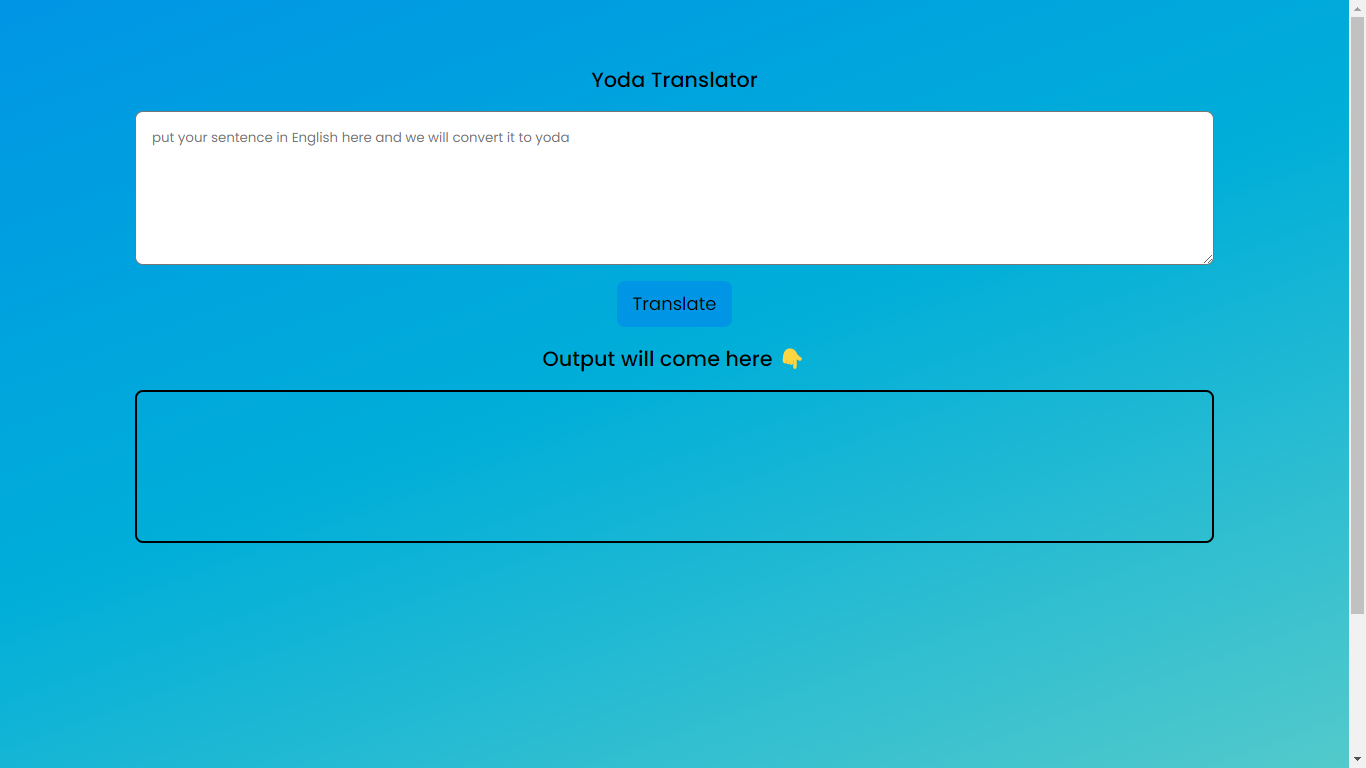 Yoda Translator
put your sentence in English here and we will convert it to yoda
Translate
Output will come here 👇